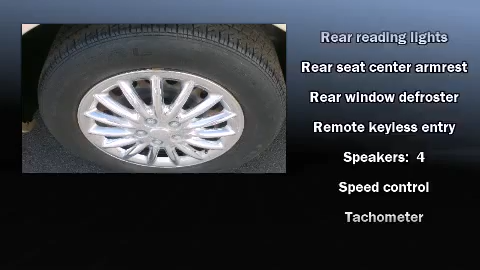 Rear reading lights
Rear seat center armrest
Rear window defroster
Remote keyless entry
Speakers: 4
Speed control
Tachometer